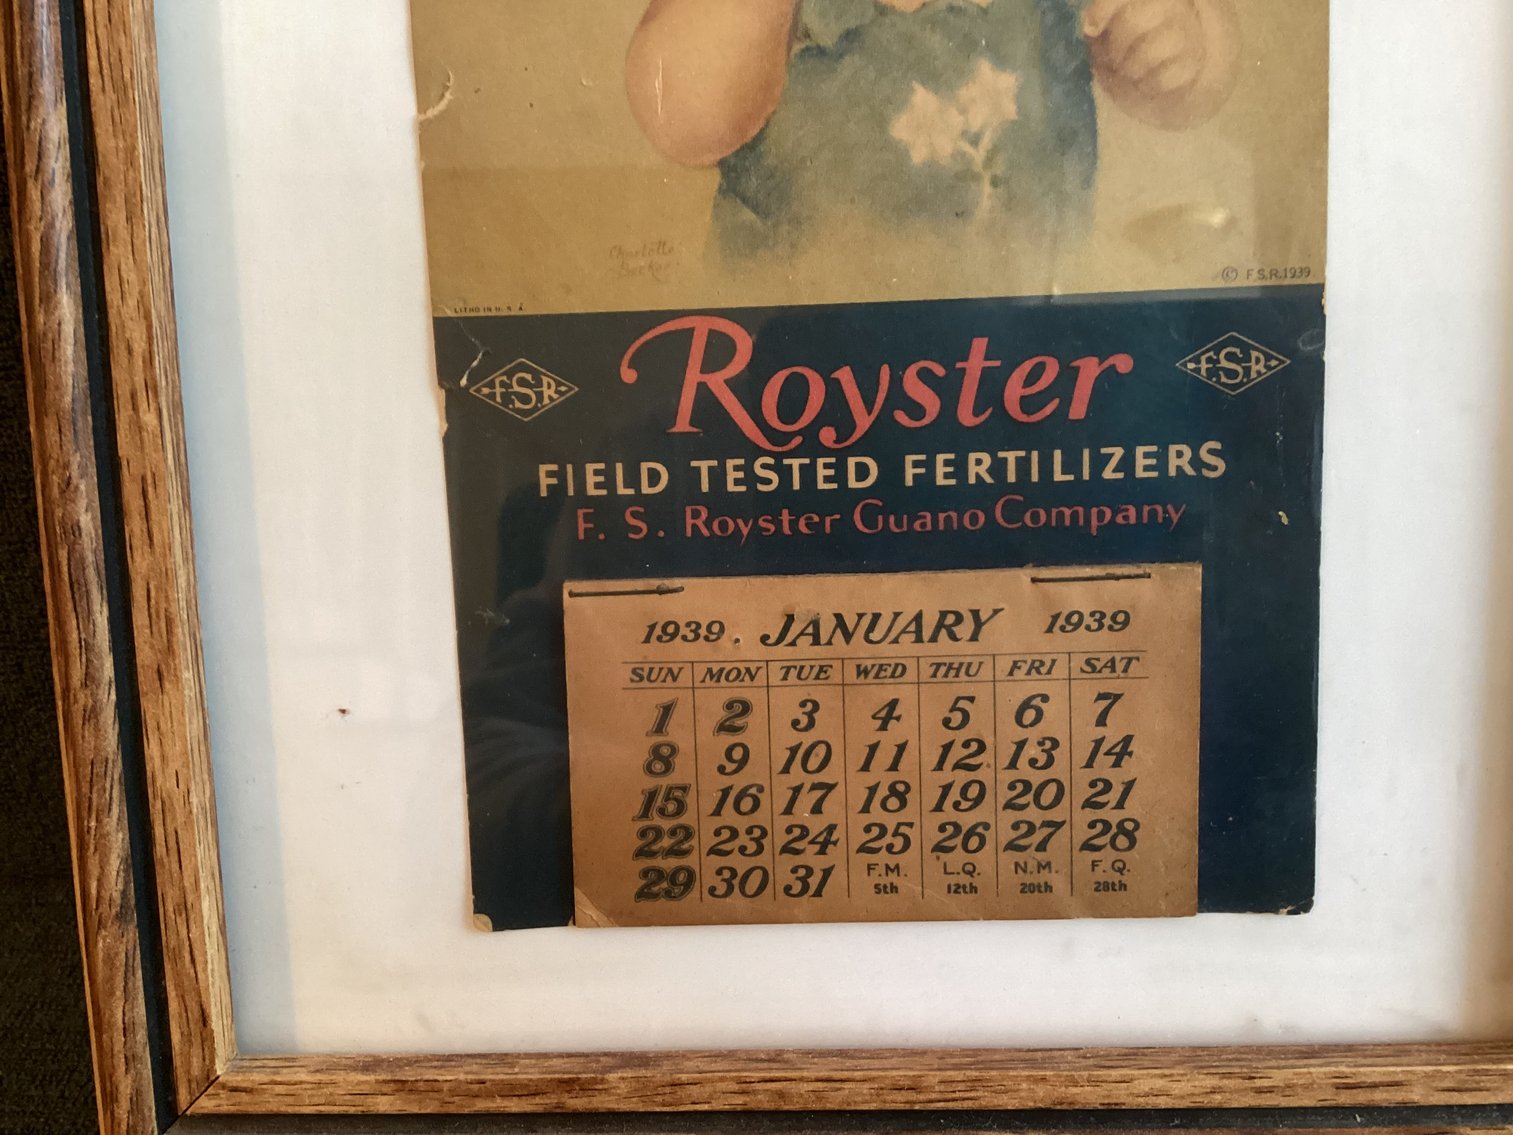 Charlotte
Becker
© F.S.R. 1939
LITHO IN U. S. A.
F.S.R.
Royster
F.S.R.
FIELD TESTED FERTILIZERS
F. S. Royster Guano Company
1939. JANUARY 1939
SUN MON TUE WED THU FRI SAT
1 2 3 4 5 6 7
8 9 10 11 12 13 14
15 16 17 18 19 20 21
22 23 24 25 26 27 28
29 30 31 F.M. 5th L.Q. 12th N.M. 20th F.Q. 28th